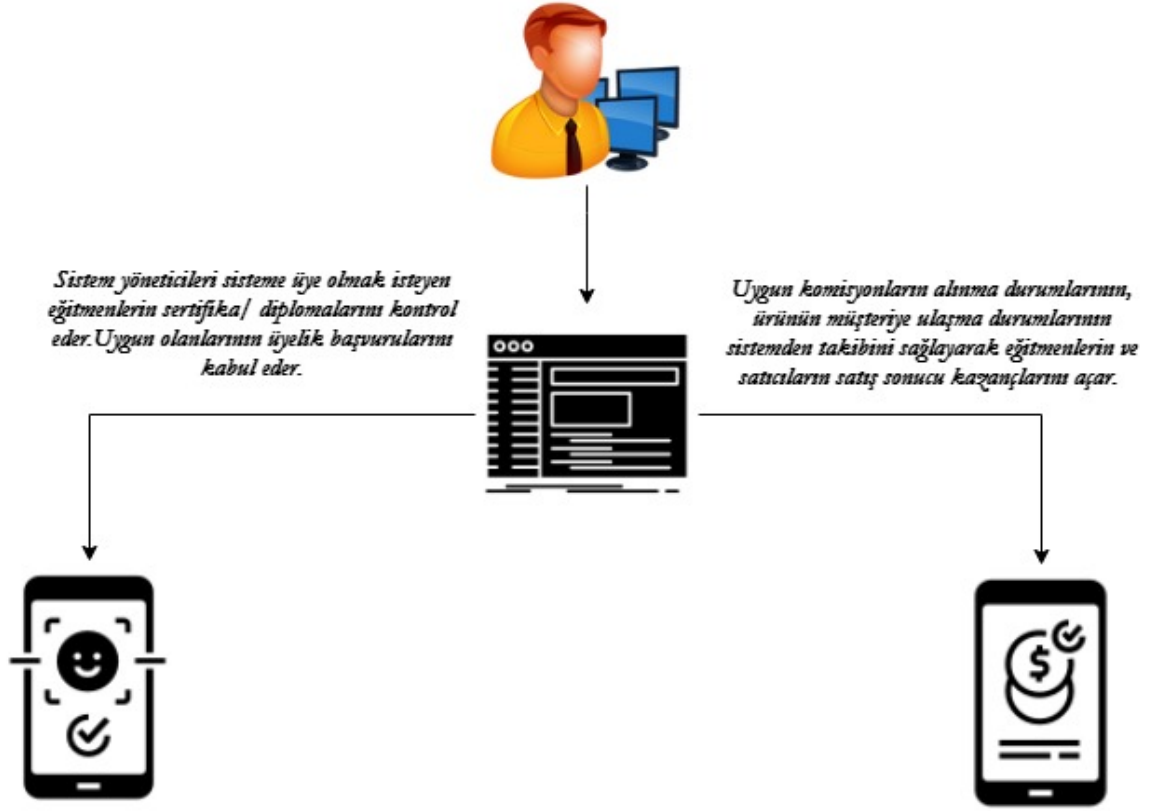 Sistem yöneticileri sisteme üye olmak isteyen
eğitmenlerin sertifika/ diplomalarını kontrol
eder.Uygun olanlarının üyelik başvurularını
kabul eder.
Uygun komisyonların alınma durumlarının,
ürünün müşteriye ulaşma durumlarının
sistemden takibini sağlayarak eğitmenlerin ve
satıcıların satış sonucu kazançlarını açar.
$